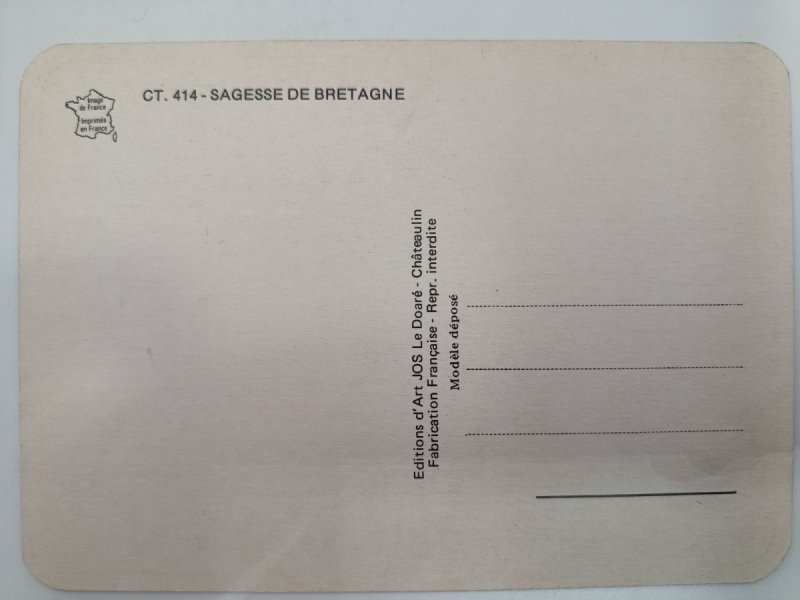 Image
de France
Imprimée
en France
CT. 414 - SAGESSE DE BRETAGNE
Editions d'Art JOS Le Doaré - Châteaulin
Fabrication Française - Repr. interdite
Modèle déposé